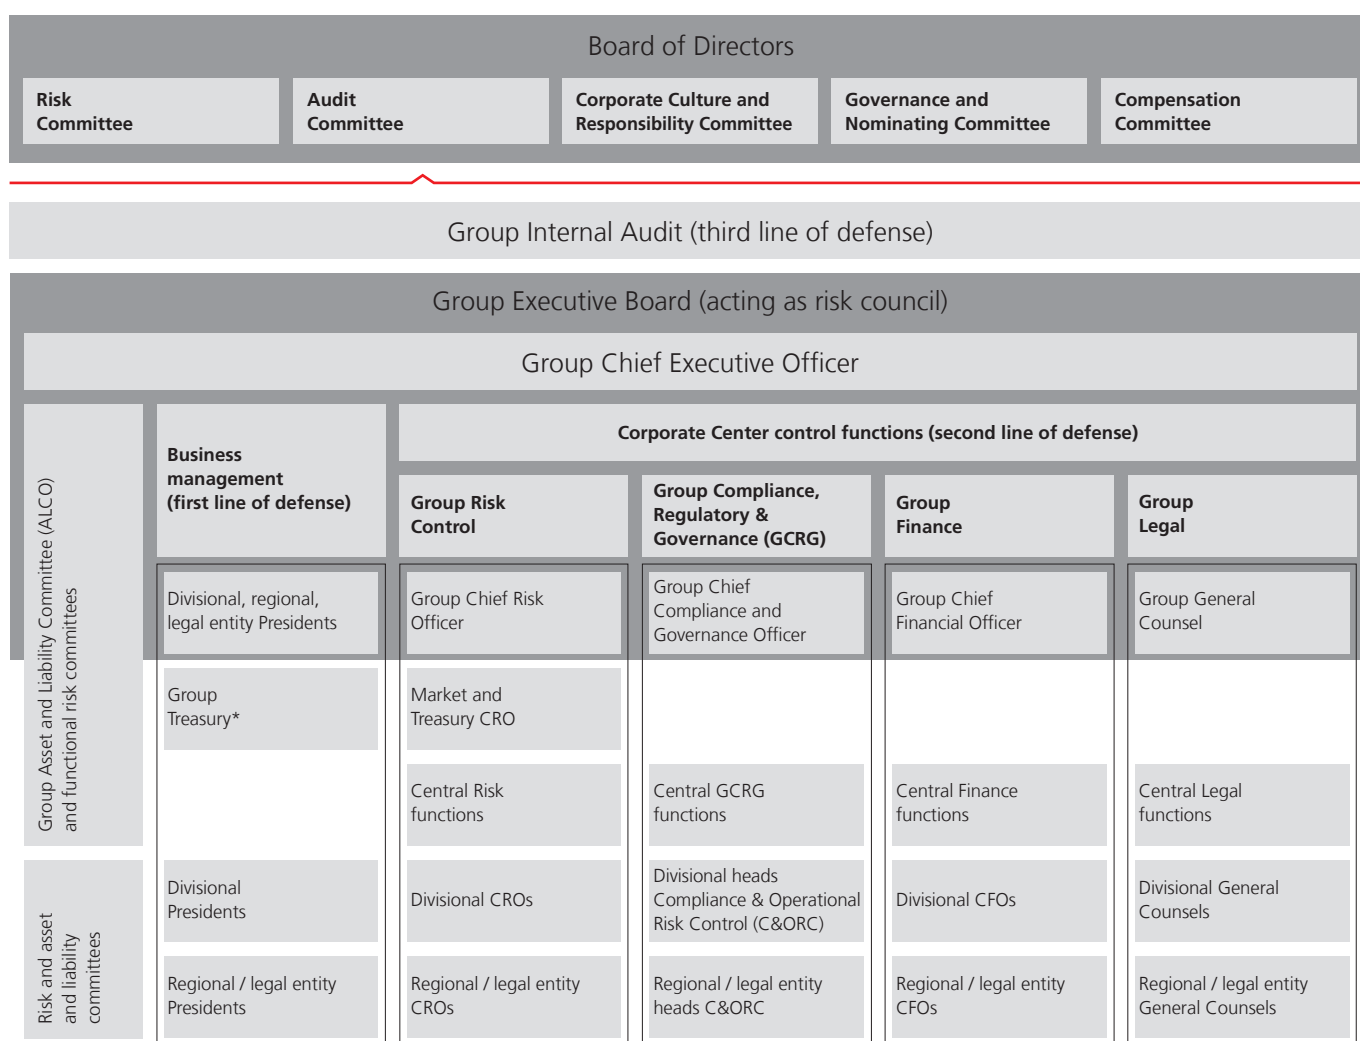 Board of Directors
Risk
Committee
Audit
Committee
Corporate Culture and
Responsibility Committee
Governance and
Nominating Committee
Compensation
Committee
Group Internal Audit (third line of defense)
Group Executive Board (acting as risk council)
Group Chief Executive Officer
Group Asset and Liability Committee (ALCO)
and functional risk committees
Business
management
(first line of defense)
Corporate Center control functions (second line of defense)
Group Risk
Control
Group Compliance,
Regulatory &
Governance (GCRG)
Group
Finance
Group
Legal
Divisional, regional,
legal entity Presidents
Group Chief Risk
Officer
Group Chief
Compliance and
Governance Officer
Group Chief
Financial Officer
Group General
Counsel
Group
Treasury*
Market and
Treasury CRO
Central Risk
functions
Central GCRG
functions
Central Finance
functions
Central Legal
functions
Risk and asset
and liability
committees
Divisional
Presidents
Divisional CROs
Divisional heads
Compliance & Operational
Risk Control (C&ORC)
Divisional CFOs
Divisional General
Counsels
Regional / legal entity
Presidents
Regional / legal entity
CROs
Regional / legal entity
heads C&ORC
Regional / legal entity
CFOs
Regional / legal entity
General Counsels